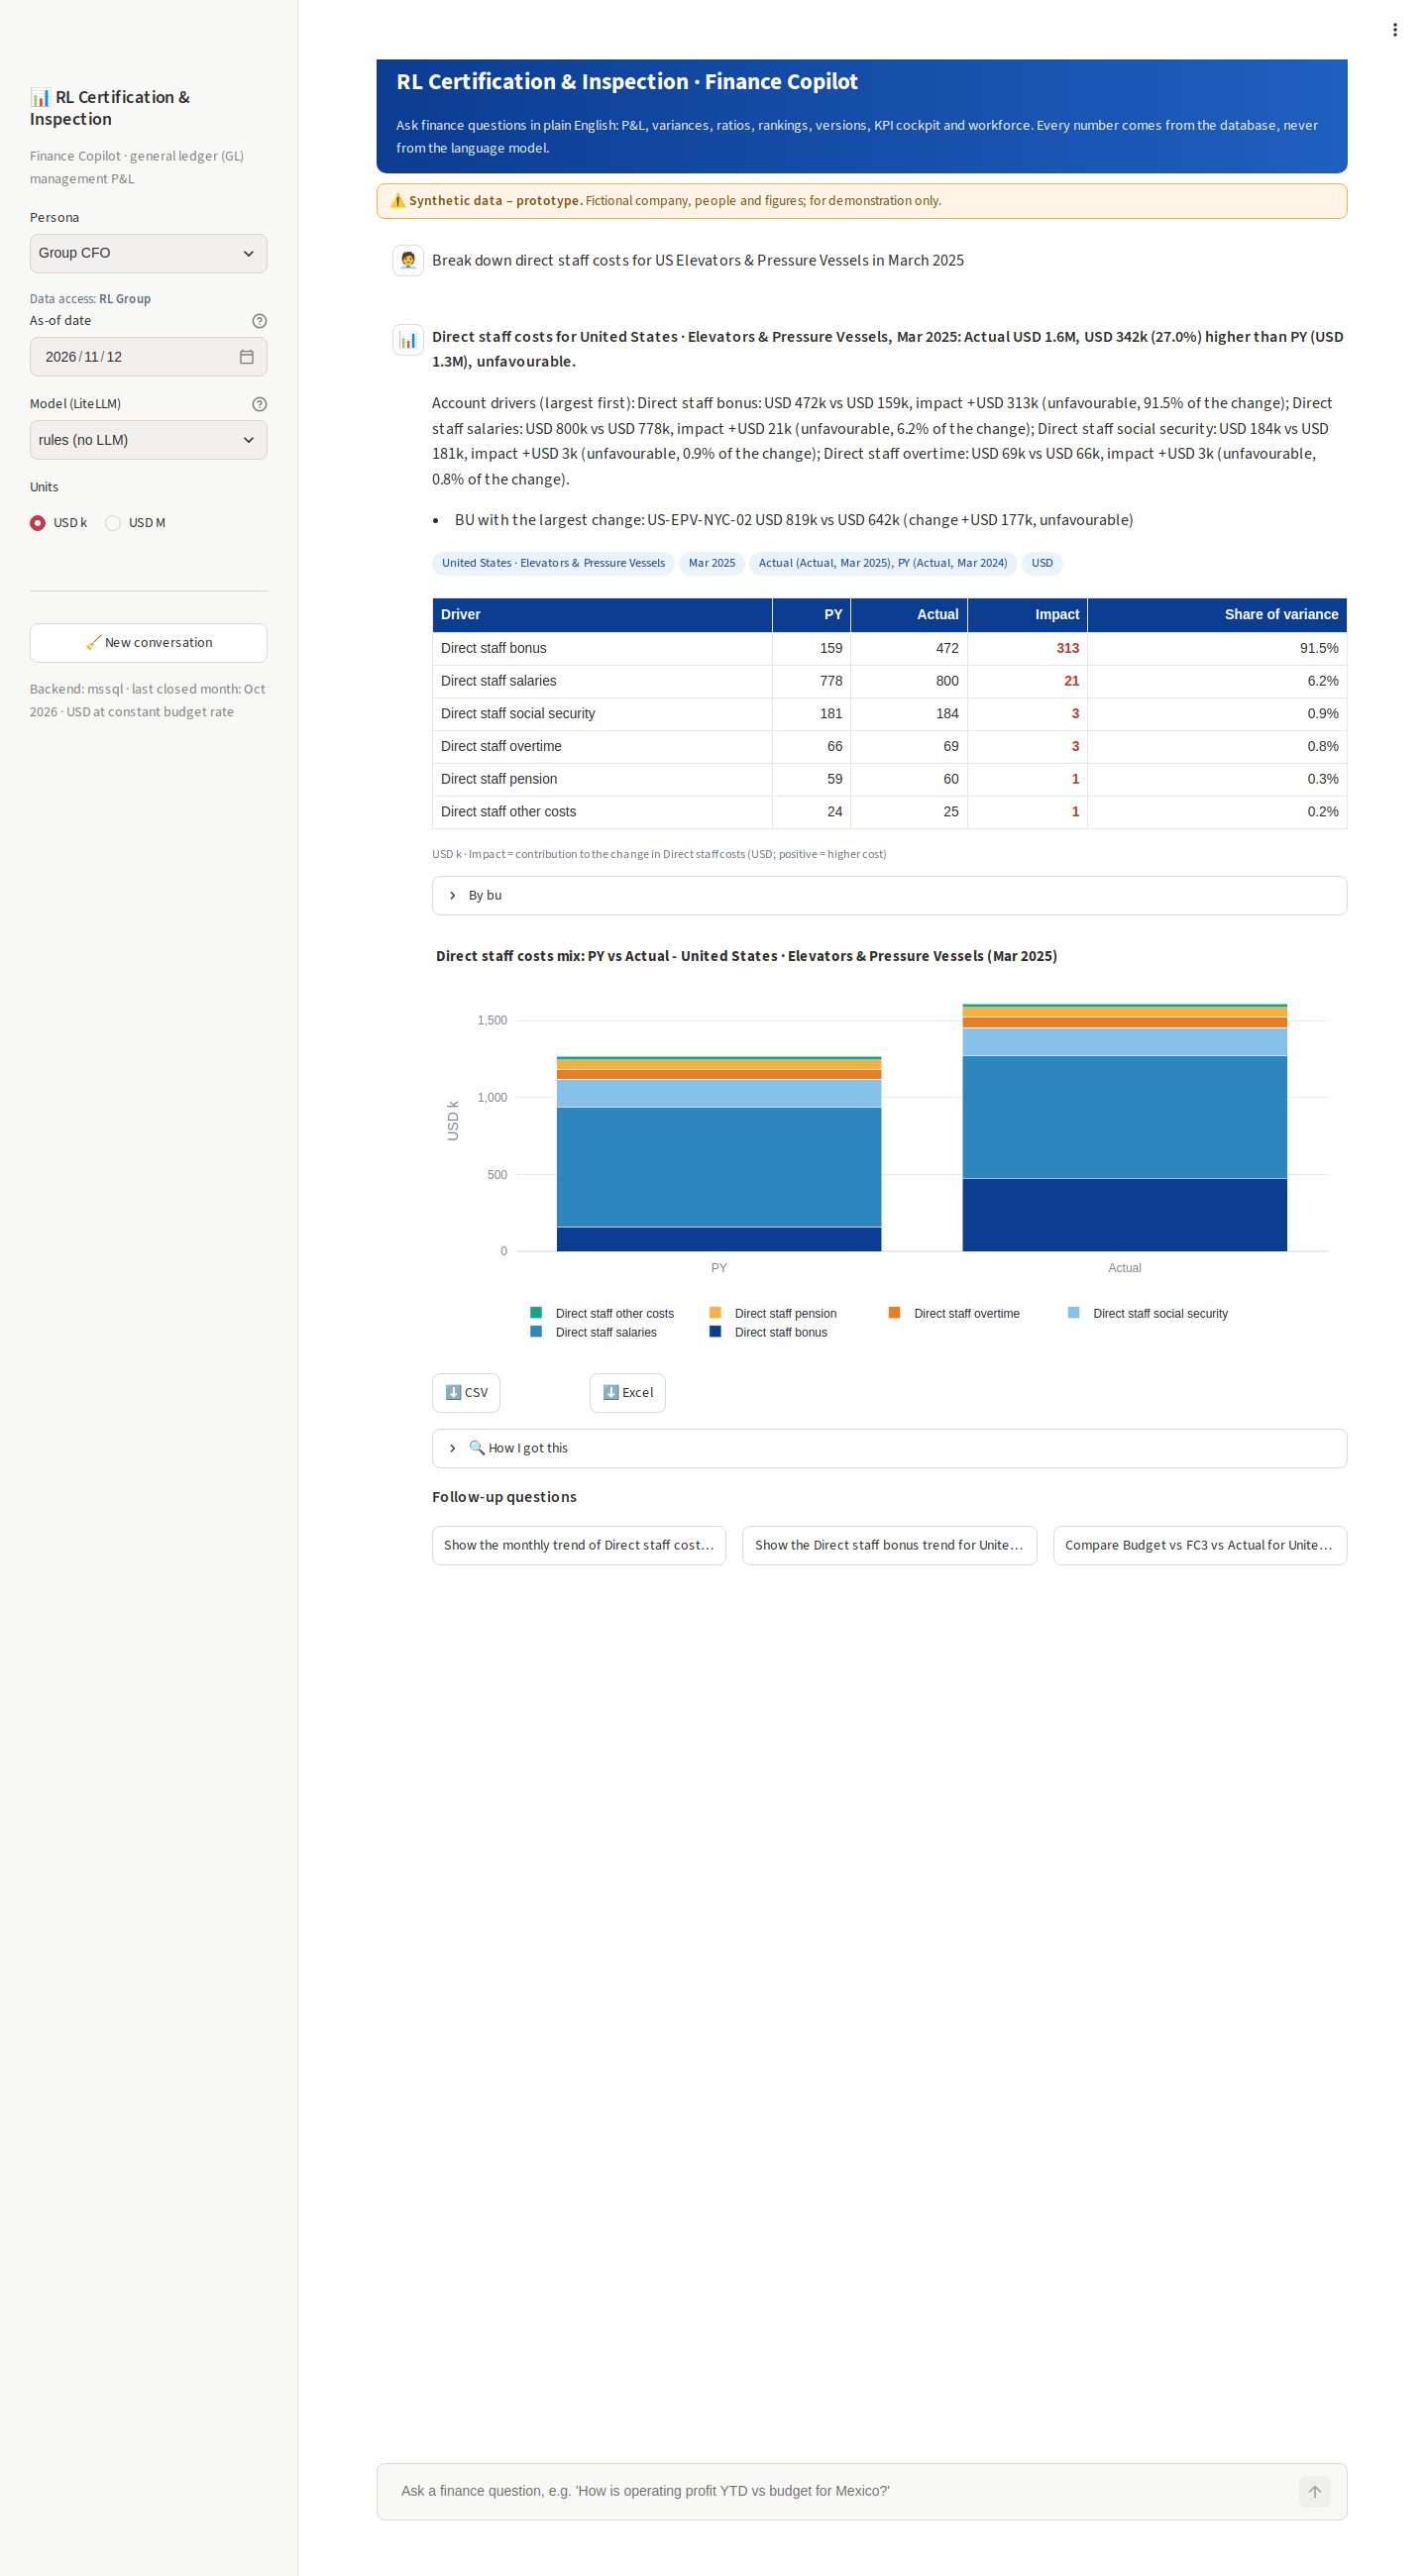 📊 RL Certification &
Inspection
Finance Copilot · general ledger (GL)
management P&L
Persona
Group CFO
Data access: RL Group
As-of date
2026/11/12
Model (LiteLLM)
rules (no LLM)
Units
USD k
USD M
🧹 New conversation
Backend: mssql · last closed month: Oct
2026 · USD at constant budget rate
RL Certification & Inspection · Finance Copilot
Ask finance questions in plain English: P&L, variances, ratios, rankings, versions, KPI cockpit and workforce. Every number comes from the database, never
from the language model.
⚠️ Synthetic data – prototype. Fictional company, people and figures; for demonstration only.
Break down direct staff costs for US Elevators & Pressure Vessels in March 2025
Direct staff costs for United States · Elevators & Pressure Vessels, Mar 2025: Actual USD 1.6M, USD 342k (27.0%) higher than PY (USD
1.3M), unfavourable.
Account drivers (largest first): Direct staff bonus: USD 472k vs USD 159k, impact +USD 313k (unfavourable, 91.5% of the change); Direct
staff salaries: USD 800k vs USD 778k, impact +USD 21k (unfavourable, 6.2% of the change); Direct staff social security: USD 184k vs USD
181k, impact +USD 3k (unfavourable, 0.9% of the change); Direct staff overtime: USD 69k vs USD 66k, impact +USD 3k (unfavourable,
0.8% of the change).
• BU with the largest change: US-EPV-NYC-02 USD 819k vs USD 642k (change +USD 177k, unfavourable)
United States · Elevators & Pressure Vessels Mar 2025 Actual (Actual, Mar 2025), PY (Actual, Mar 2024) USD
Driver PY Actual Impact Share of variance
Direct staff bonus 159 472 313 91.5%
Direct staff salaries 778 800 21 6.2%
Direct staff social security 181 184 3 0.9%
Direct staff overtime 66 69 3 0.8%
Direct staff pension 59 60 1 0.3%
Direct staff other costs 24 25 1 0.2%
USD k · Impact = contribution to the change in Direct staff costs (USD; positive = higher cost)
By bu
Direct staff costs mix: PY vs Actual - United States · Elevators & Pressure Vessels (Mar 2025)
1,500
1,000
500
0
USD k
PY
Actual
Direct staff other costs Direct staff pension Direct staff overtime Direct staff social security
Direct staff salaries Direct staff bonus
⬇️ CSV
⬇️ Excel
🔍 How I got this
Follow-up questions
Show the monthly trend of Direct staff cost…
Show the Direct staff bonus trend for Unite…
Compare Budget vs FC3 vs Actual for Unite…
Ask a finance question, e.g. 'How is operating profit YTD vs budget for Mexico?'